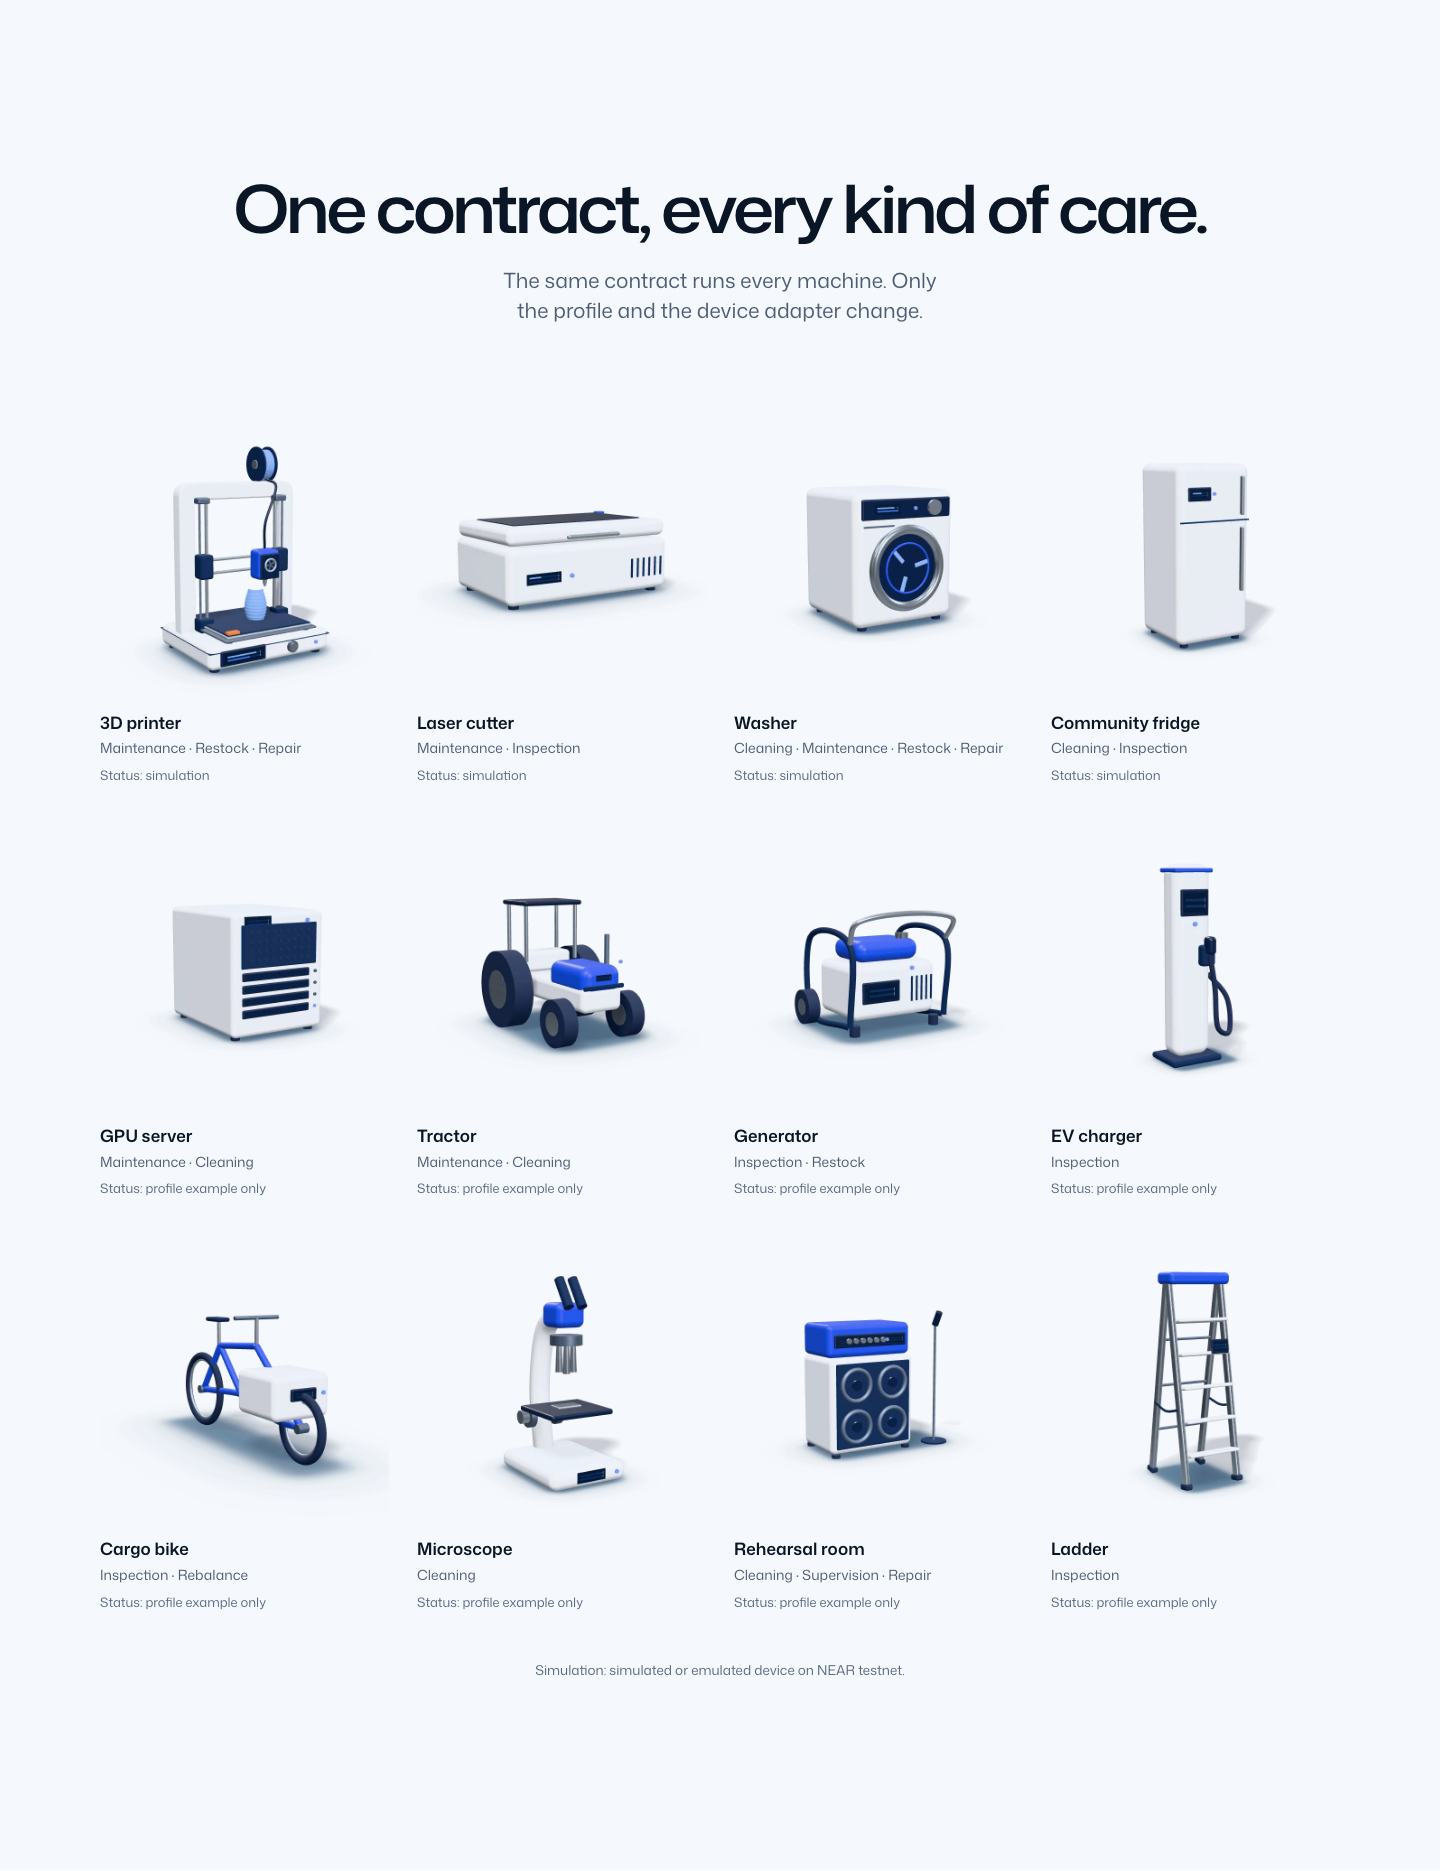 One contract, every kind of care.
The same contract runs every machine. Only
the profile and the device adapter change.
3D printer
Maintenance · Restock · Repair
Status: simulation
Laser cutter
Maintenance · Inspection
Status: simulation
Washer
Cleaning · Maintenance · Restock · Repair
Status: simulation
Community fridge
Cleaning · Inspection
Status: simulation
GPU server
Maintenance · Cleaning
Status: profile example only
Tractor
Maintenance · Cleaning
Status: profile example only
Generator
Inspection · Restock
Status: profile example only
EV charger
Inspection
Status: profile example only
Cargo bike
Inspection · Rebalance
Status: profile example only
Microscope
Cleaning
Status: profile example only
Rehearsal room
Cleaning · Supervision · Repair
Status: profile example only
Ladder
Inspection
Status: profile example only
Simulation: simulated or emulated device on NEAR testnet.